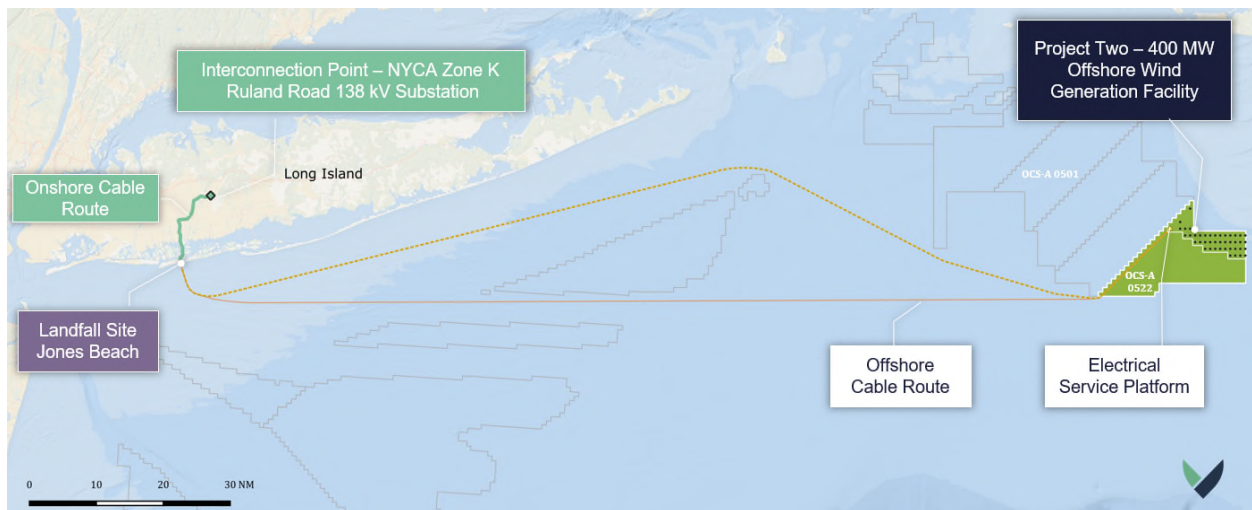 Interconnection Point – NYCA Zone K
Ruland Road 138 kV Substation
Project Two – 400 MW
Offshore Wind
Generation Facility
Long Island
OCS-A 0501
Onshore Cable
Route
OCS-A
0522
Landfall Site
Jones Beach
Offshore
Cable Route
Electrical
Service Platform
0 10 20 30 NM